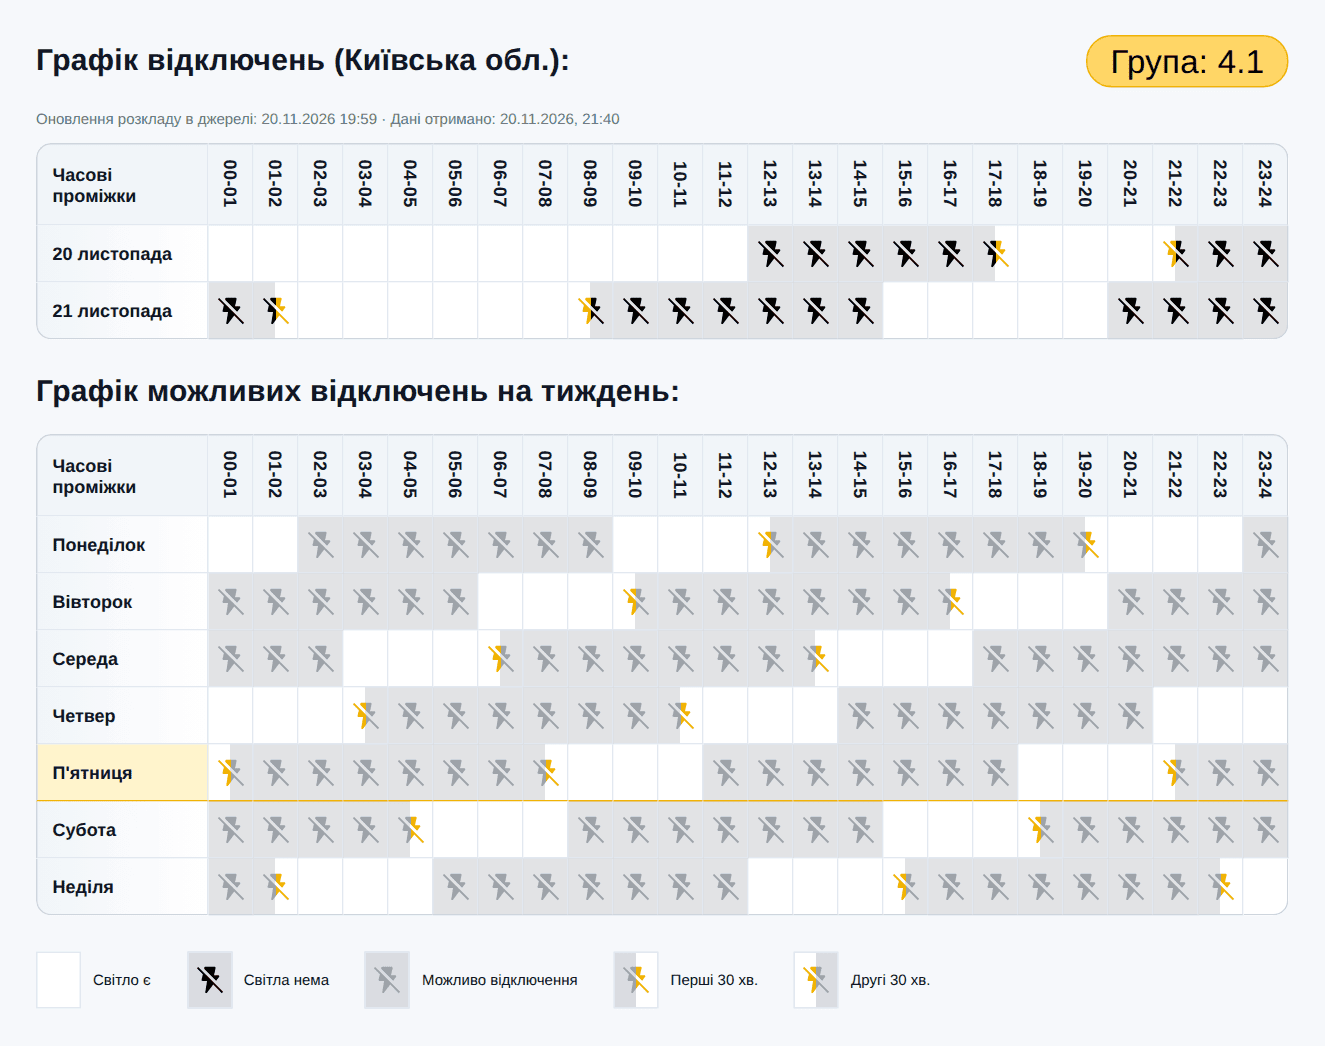 Графік відключень (Київська обл.):
Група: 4.1
Оновлення розкладу в джерелі: 20.11.2026 19:59 · Дані отримано: 20.11.2026, 21:40
Часові
проміжки
00-01 01-02 02-03 03-04 04-05 05-06 06-07 07-08 08-09 09-10 10-11 11-12 12-13 13-14 14-15 15-16 16-17 17-18 18-19 19-20 20-21 21-22 22-23 23-24
20 листопада
21 листопада
Графік можливих відключень на тиждень:
Часові
проміжки
00-01 01-02 02-03 03-04 04-05 05-06 06-07 07-08 08-09 09-10 10-11 11-12 12-13 13-14 14-15 15-16 16-17 17-18 18-19 19-20 20-21 21-22 22-23 23-24
Понеділок
Вівторок
Середа
Четвер
П'ятниця
Субота
Неділя
Світло є Світла нема Можливо відключення Перші 30 хв. Другі 30 хв.